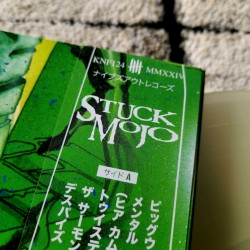 KNF124 MMXXIV
ナイブズアウトレコーズ
STUCK
MOJO
サイド A
ピッグウ
メンタル
ヒア カム
トゥイステ
ザ サーモン
デスパイズ